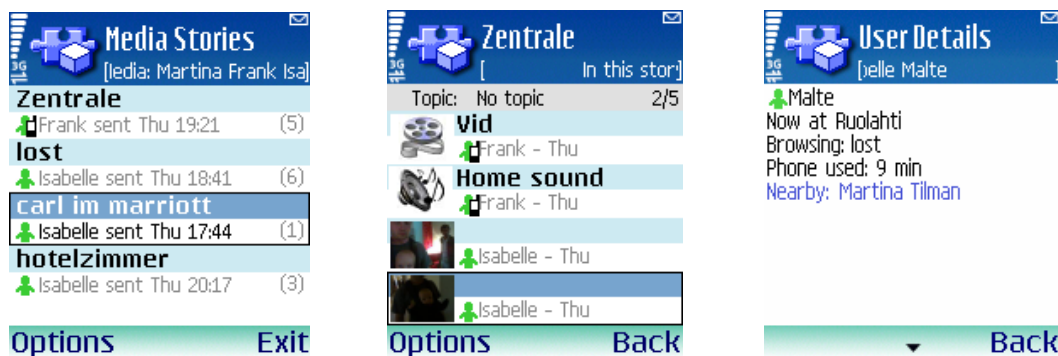 3G
Media Stories
[ledia: Martina Frank Isa]
Zentrale
Frank sent Thu 19:21 (5)
lost
Isabelle sent Thu 18:41 (6)
carl im marriott
Isabelle sent Thu 17:44 (1)
hotelzimmer
Isabelle sent Thu 20:17 (3)
Options Exit
3G
Zentrale
[ In this stor]
Topic: No topic 2/5
Vid
Frank - Thu
Home sound
Frank - Thu
Isabelle - Thu
Isabelle - Thu
Options Back
3G
User Details
[elle Malte ]
Malte
Now at Ruolahti
Browsing: lost
Phone used: 9 min
Nearby: Martina Tilman
Back